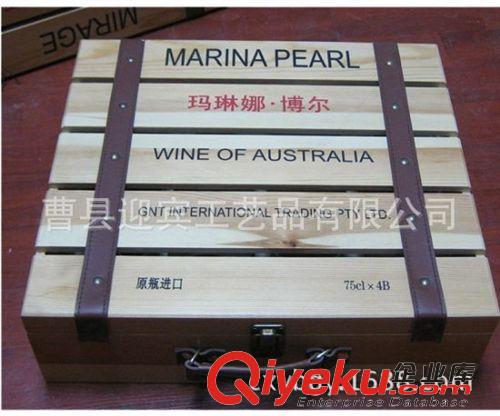 MIRAGE
MARINA PEARL
玛琳娜·博尔
WINE OF AUSTRALIA
GNT INTERNATIONAL TRADING PTY LTD.
曹县迎宾工艺品有限公司
原瓶进口 75cl×4B
Qiyeku.com
企业库
Enterprise Database